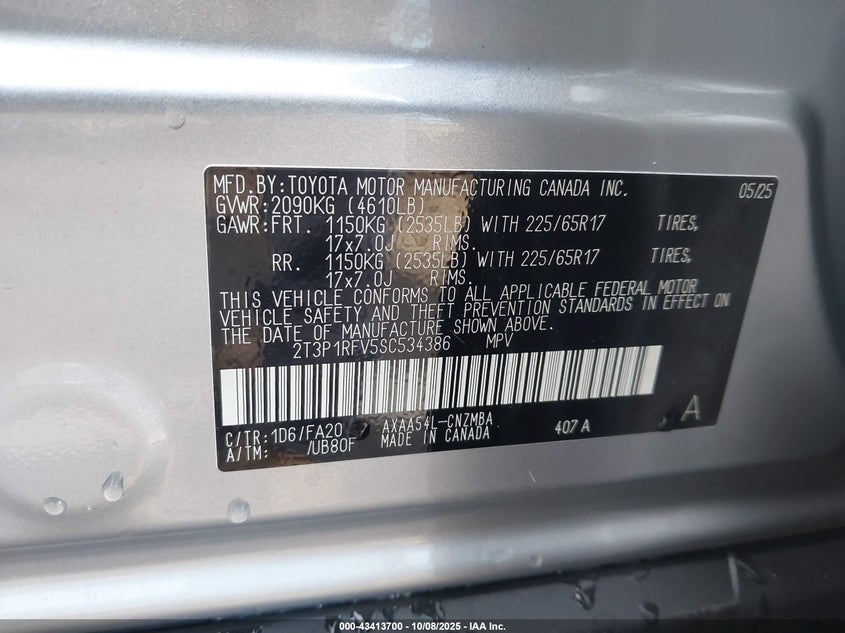 MFD.BY:TOYOTA MOTOR MANUFACTURING CANADA INC. 05/25
GVWR:2090KG (4610LB)
GAWR:FRT. 1150KG (2535LB) WITH 225/65R17 TIRES,
17x7.0J RIMS.
RR. 1150KG (2535LB) WITH 225/65R17 TIRES,
17x7.0J RIMS.
THIS VEHICLE CONFORMS TO ALL APPLICABLE FEDERAL MOTOR
VEHICLE SAFETY AND THEFT PREVENTION STANDARDS IN EFFECT ON
THE DATE OF MANUFACTURE SHOWN ABOVE.
2T3P1RFV5SC534386 MPV
A
C/TR:1D6/FA20 AXAA54L-CNZMBA 407A
A/TM: /UB80F MADE IN CANADA
000-43413700 - 10/08/2025 - IAA Inc.